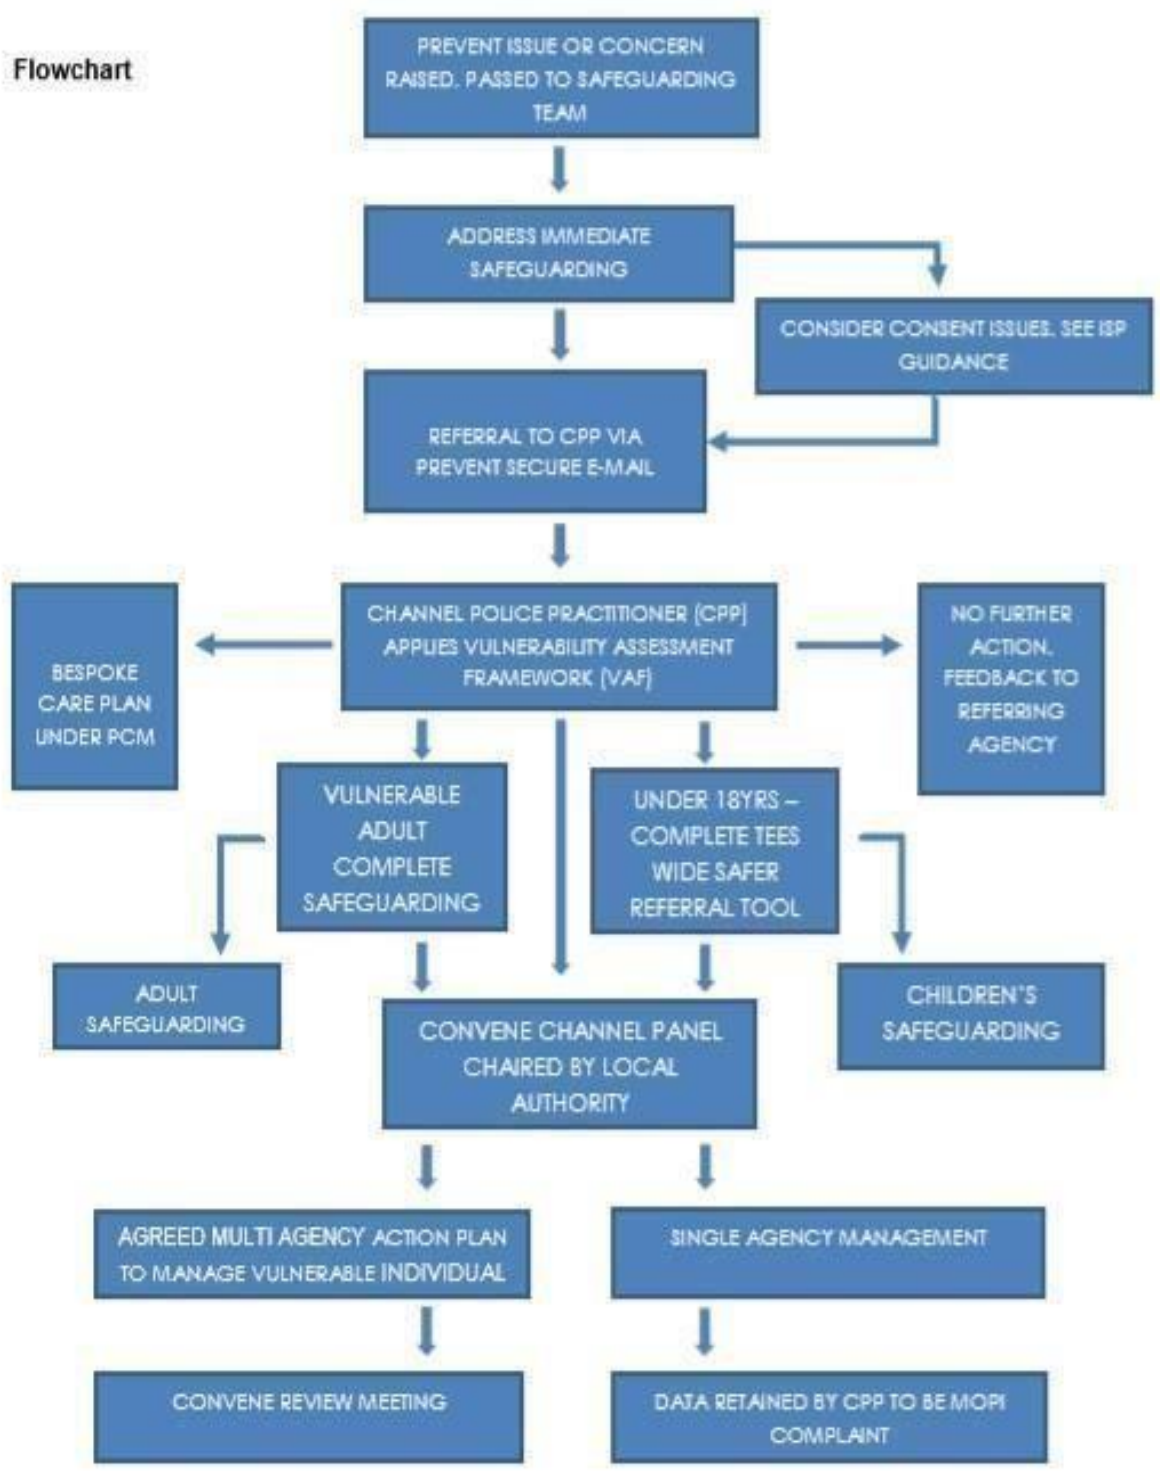 Flowchart
PREVENT ISSUE OR CONCERN
RAISED. PASSED TO SAFEGUARDING
TEAM
ADDRESS IMMEDIATE
SAFEGUARDING
CONSIDER CONSENT ISSUES. SEE ISP
GUIDANCE
REFERRAL TO CPP VIA
PREVENT SECURE E-MAIL
BESPOKE
CARE PLAN
UNDER PCM
CHANNEL POLICE PRACTITIONER (CPP)
APPLIES VULNERABILITY ASSESSMENT
FRAMEWORK (VAF)
NO FURTHER
ACTION.
FEEDBACK TO
REFERRING
AGENCY
VULNERABLE
ADULT
COMPLETE
SAFEGUARDING
UNDER 18YRS –
COMPLETE TEES
WIDE SAFER
REFERRAL TOOL
ADULT
SAFEGUARDING
CHILDREN'S
SAFEGUARDING
CONVENE CHANNEL PANEL
CHAIRED BY LOCAL
AUTHORITY
AGREED MULTI AGENCY ACTION PLAN
TO MANAGE VULNERABLE INDIVIDUAL
SINGLE AGENCY MANAGEMENT
CONVENE REVIEW MEETING
DATA RETAINED BY CPP TO BE MOPI
COMPLAINT